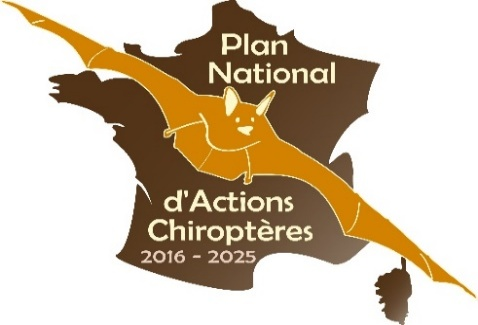 Plan
National
d'Actions
Chiroptères
2016 - 2025